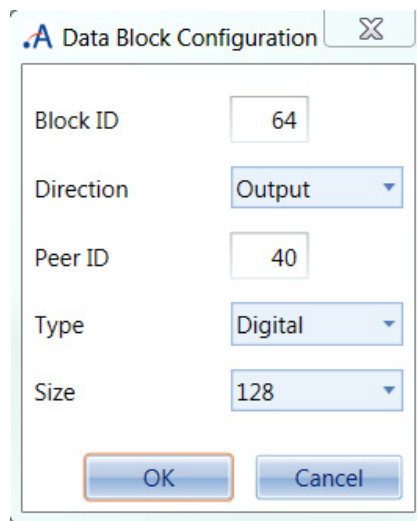 Data Block Configuration
Block ID 64
Direction Output
Peer ID 40
Type Digital
Size 128
OK Cancel